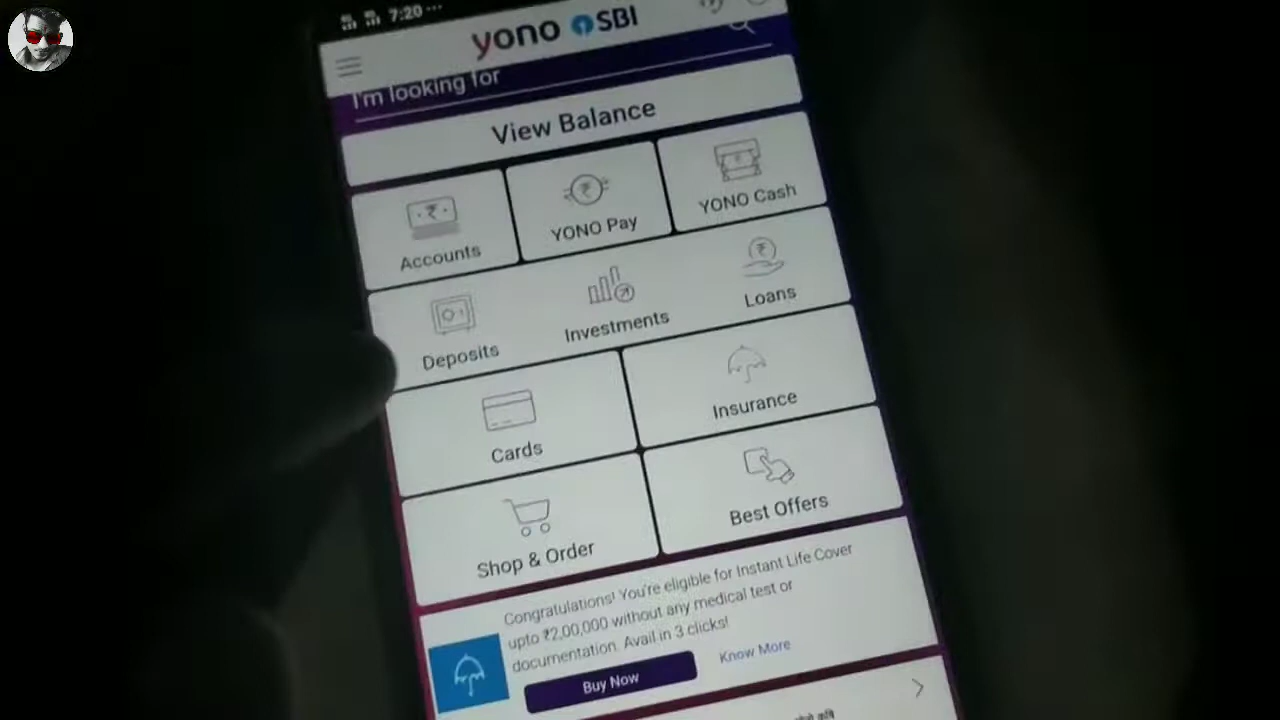 7:20 ...
yono SBI
I'm looking for
View Balance
Accounts
YONO Pay
YONO Cash
Deposits
Investments
Loans
Cards
Insurance
Shop & Order
Best Offers
Congratulations! You're eligible for Instant Life Cover
upto ₹2,00,000 without any medical test or
documentation. Avail in 3 clicks!
Buy Now
Know More